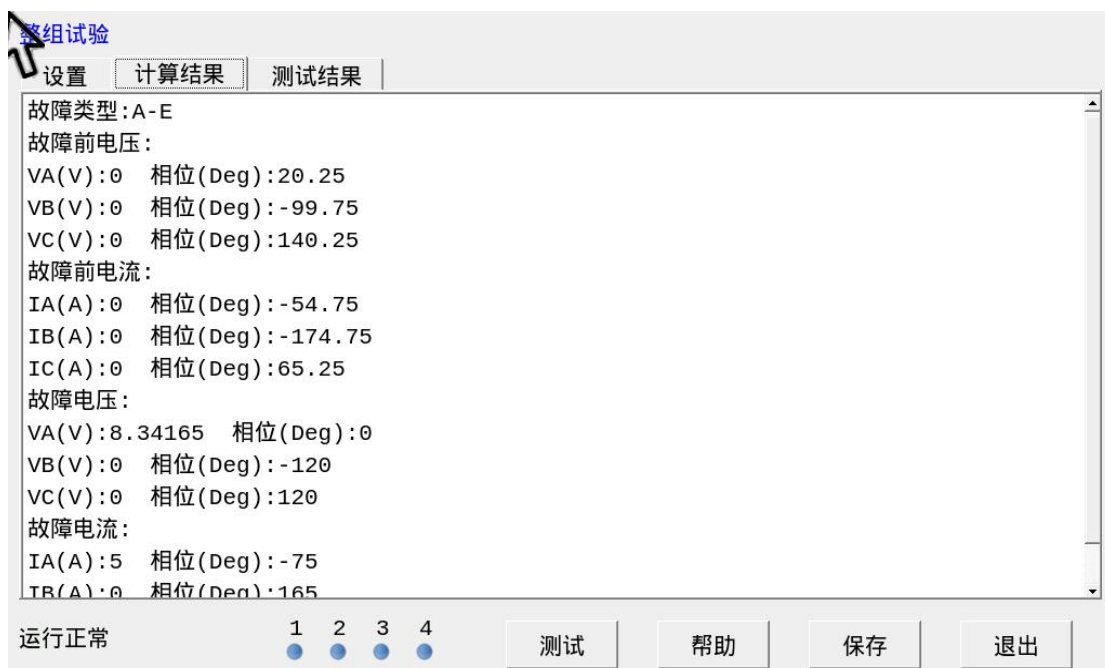 整组试验
设置 计算结果 测试结果
故障类型:A-E
故障前电压:
VA(V):0 相位(Deg):20.25
VB(V):0 相位(Deg):-99.75
VC(V):0 相位(Deg):140.25
故障前电流:
IA(A):0 相位(Deg):-54.75
IB(A):0 相位(Deg):-174.75
IC(A):0 相位(Deg):65.25
故障电压:
VA(V):8.34165 相位(Deg):0
VB(V):0 相位(Deg):-120
VC(V):0 相位(Deg):120
故障电流:
IA(A):5 相位(Deg):-75
IB(A):0 相位(Deg):165
运行正常 1 2 3 4 测试 帮助 保存 退出